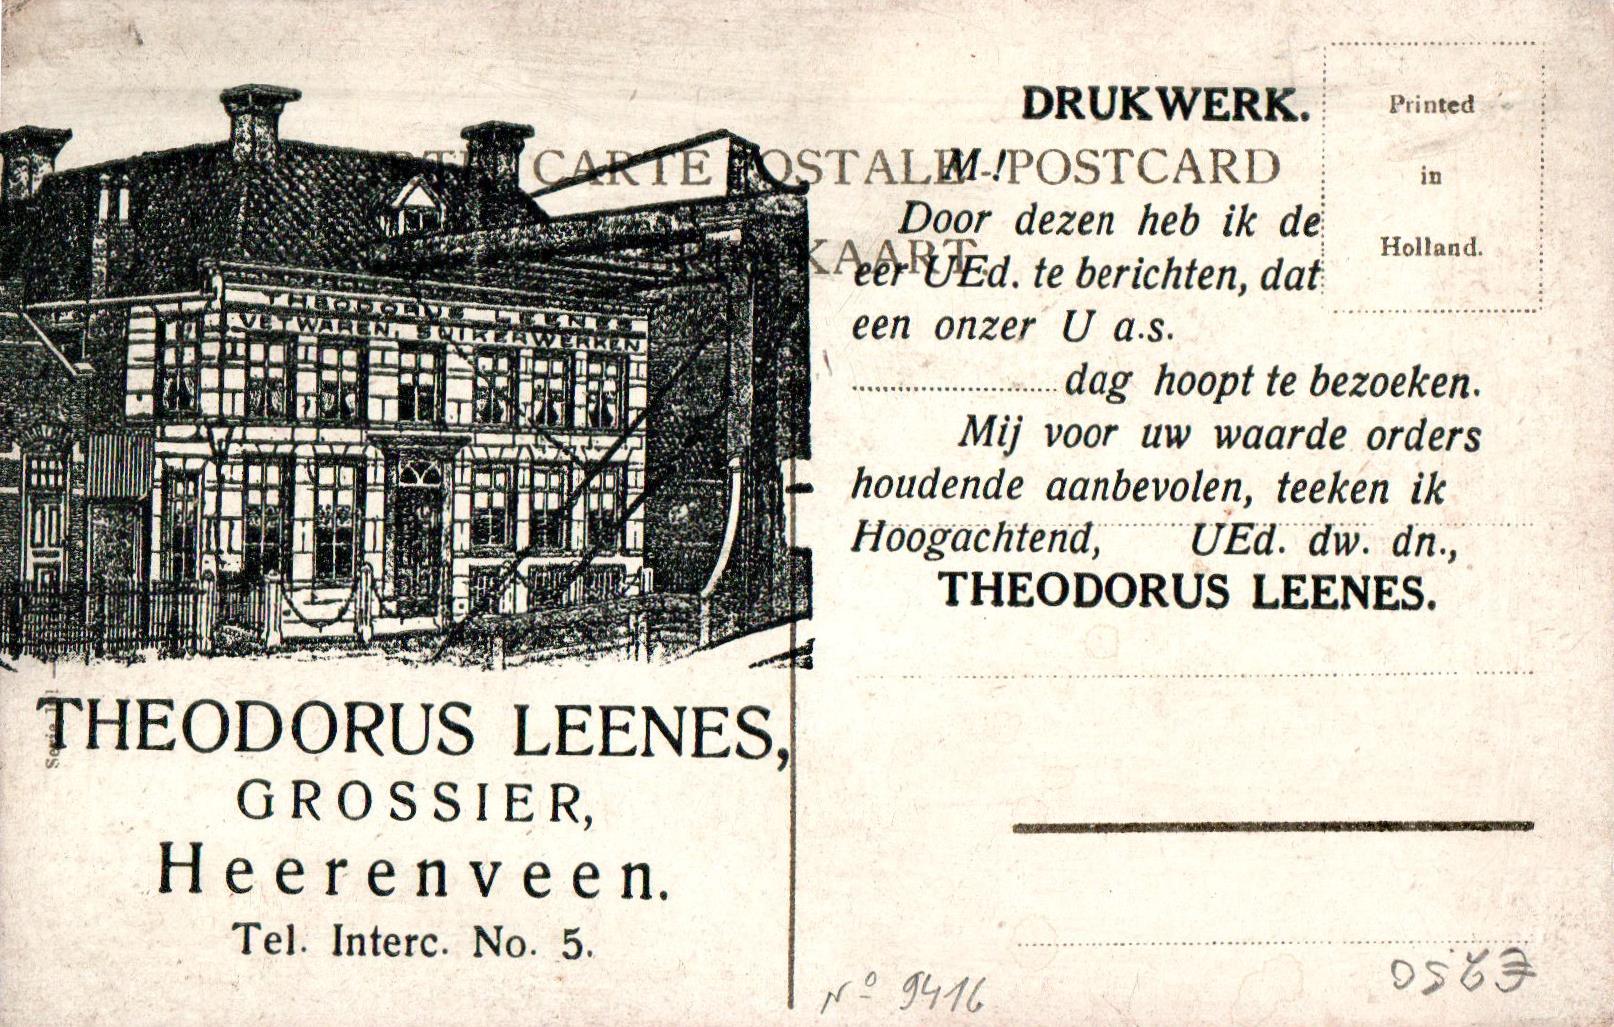 THEODORUS LEENES
VETWAREN, SUIKERWERKEN
THEODORUS LEENES,
GROSSIER,
Heerenveen.
Tel. Interc. No. 5.
CARTE POSTALE - POSTCARD
KAART.
DRUKWERK.
M-!
Door dezen heb ik de
eer UEd. te berichten, dat
een onzer U a.s.
.......................... dag hoopt te bezoeken.
Mij voor uw waarde orders
houdende aanbevolen, teeken ik
Hoogachtend, UEd. dw. dn.,
THEODORUS LEENES.
Printed
in
Holland.
Nº 9416